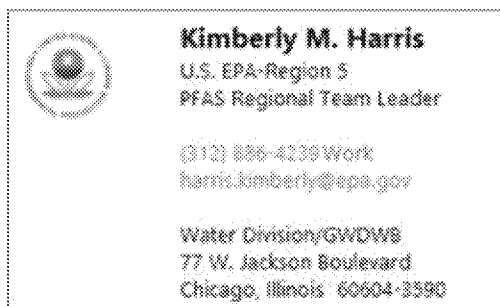 Kimberly M. Harris
U.S. EPA-Region 5
PFAS Regional Team Leader
(312) 886-4239 Work
harris.kimberly@epa.gov
Water Division/GWDWB
77 W. Jackson Boulevard
Chicago, Illinois 60604-3590